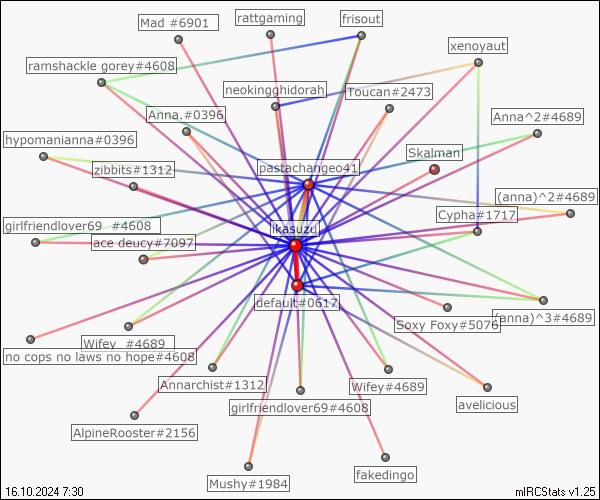 Mad #6901
rattgaming
frisout
xenoyaut
ramshackle gorey#4608
neokingghidorah
Toucan#2473
Anna.#0396
Anna^2#4689
hypomanianna#0396
Skalman
zibbits#1312
pastachangeo41
(anna)^2#4689
Cypha#1717
girlfriendlover69 #4608
likasuzu
ace deucy#7097
default#0617
(anna)^3#4689
Soxy Foxy#5076
Wifey #4689
no cops no laws no hope#4608
Annarchist#1312
Wifey#4689
girlfriendlover69#4608
avelicious
AlpineRooster#2156
fakedingo
Mushy#1984
16.10.2024 7:30
mIRCStats v1.25